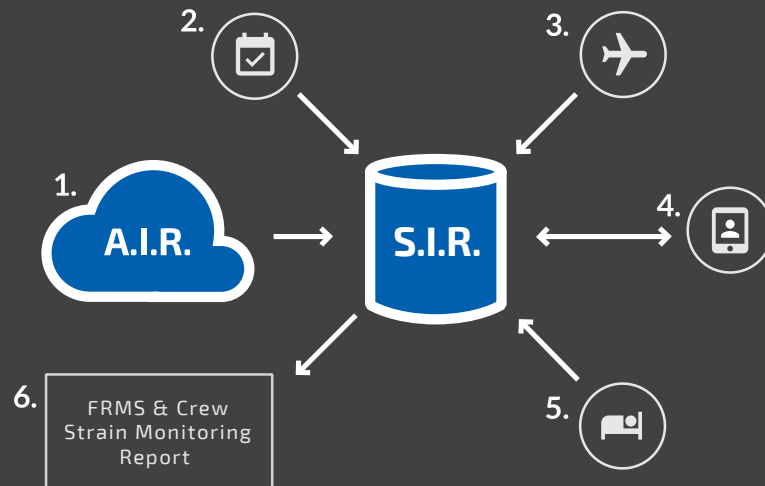 1.
A.I.R.
2.
3.
S.I.R.
4.
5.
6.
FRMS & Crew
Strain Monitoring
Report